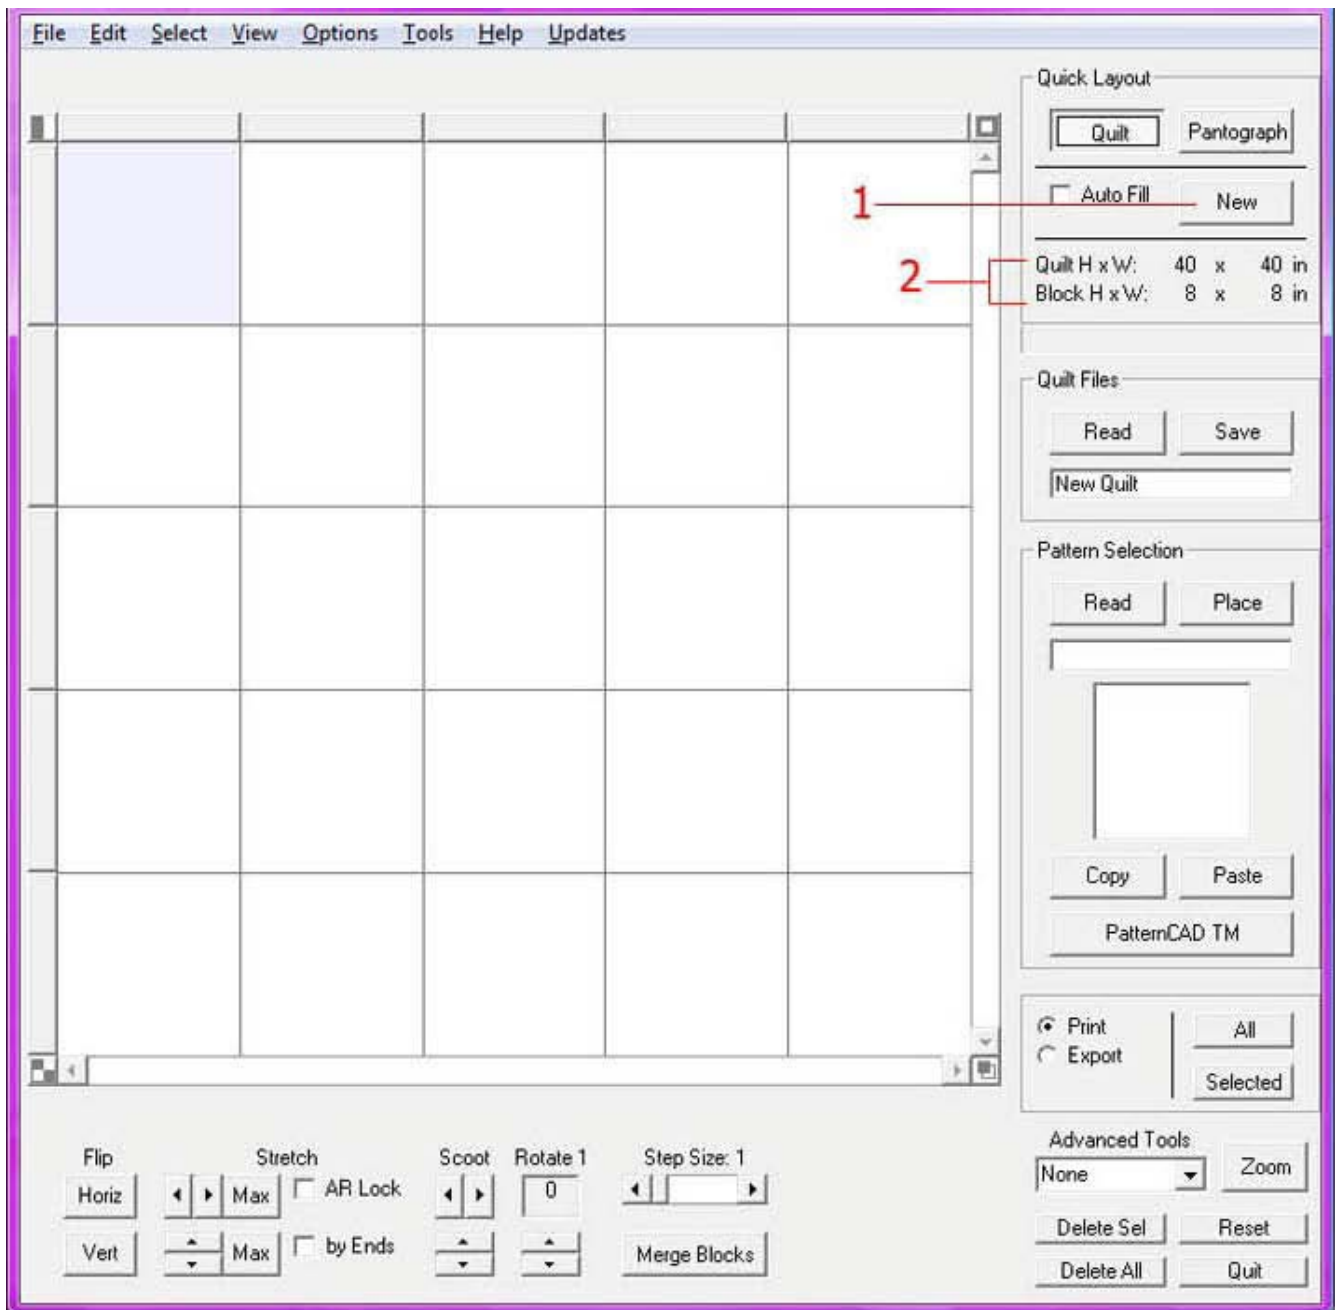 File Edit Select View Options Tools Help Updates
Quick Layout
Quilt Pantograph
1
Auto Fill New
2
Quilt H x W: 40 x 40 in
Block H x W: 8 x 8 in
Quilt Files
Read Save
New Quilt
Pattern Selection
Read Place
Copy Paste
PatternCAD TM
Print All
Export
Selected
Flip Stretch Scoot Rotate 1 Step Size: 1
Horiz Max AR Lock 0
Vert Max by Ends Merge Blocks
Advanced Tools
None Zoom
Delete Sel Reset
Delete All Quit